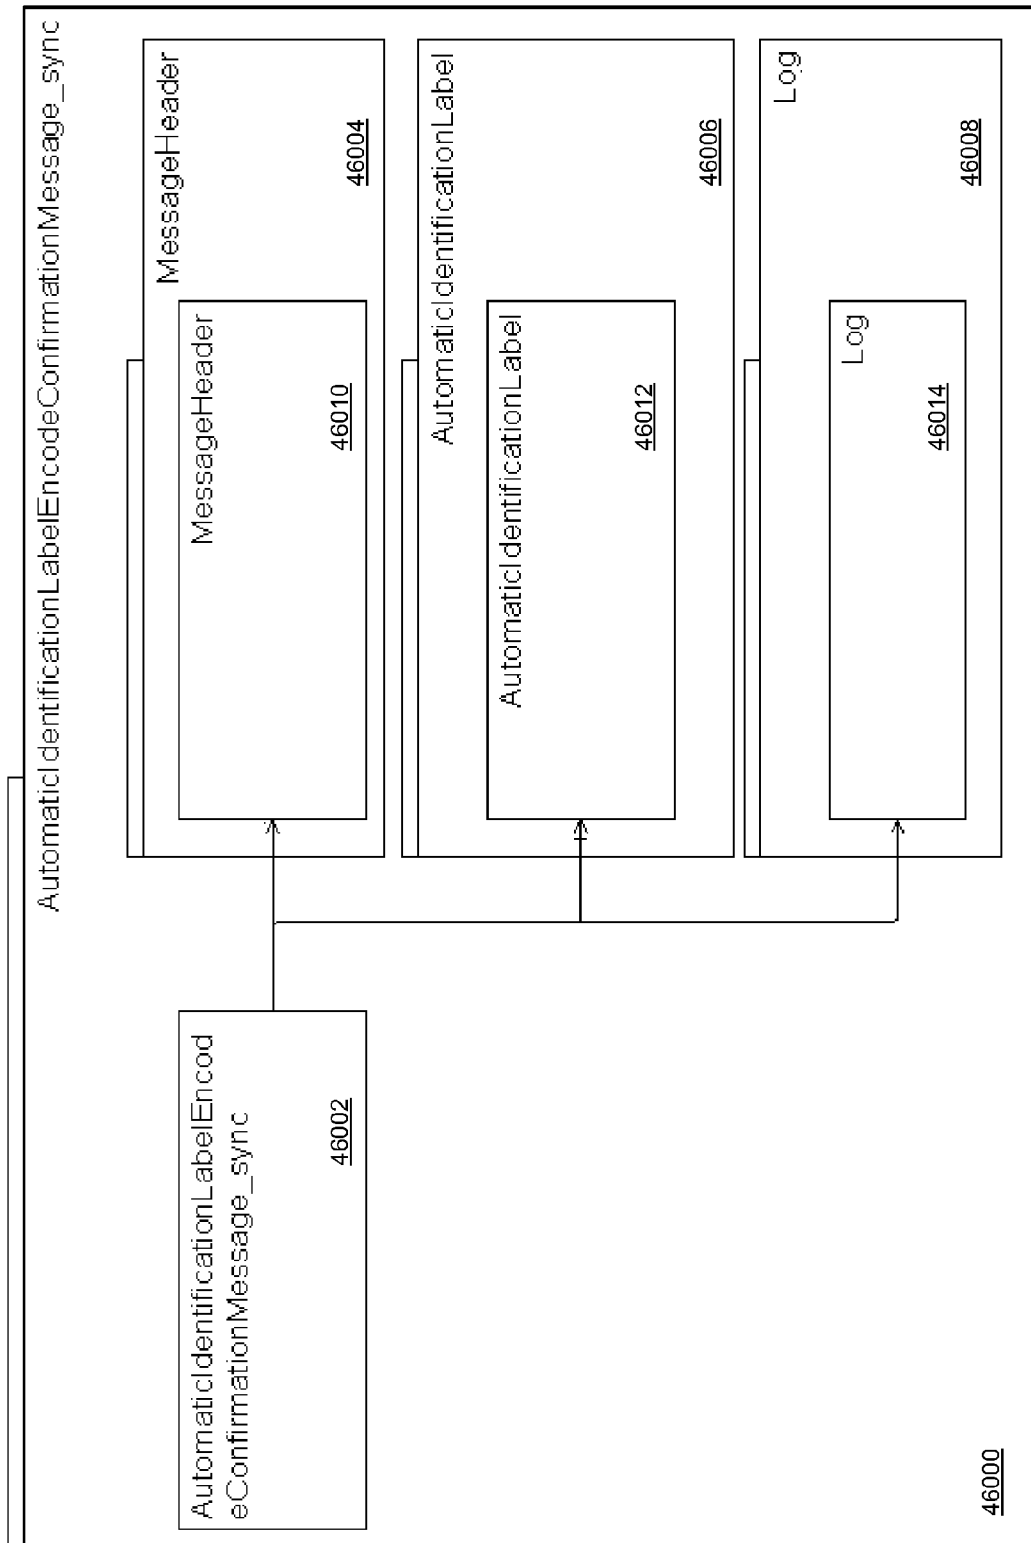 AutomaticIdentificationLabelEncodeConfirmationMessage_sync
AutomaticIdentificationLabelEncod
eConfirmationMessage_sync
46002
MessageHeader
46004
MessageHeader
46010
AutomaticIdentificationLabel
46006
AutomaticIdentificationLabel
46012
Log
46008
Log
46014
46000